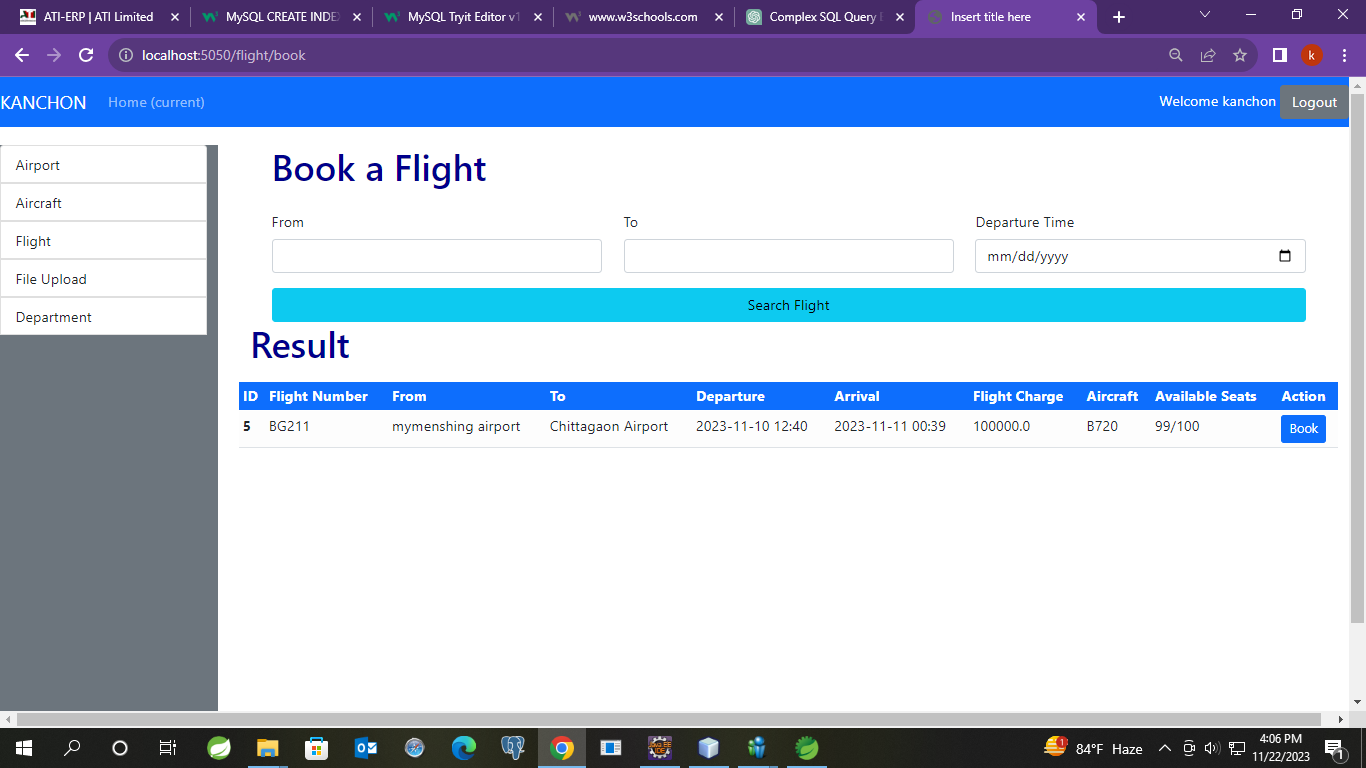 ATI-ERP | ATI Limited
MySQL CREATE INDEX
MySQL Tryit Editor v1
www.w3schools.com
Complex SQL Query E
Insert title here
localhost:5050/flight/book
k
KANCHON Home (current) Welcome kanchon Logout
Airport
Aircraft
Flight
File Upload
Department
Book a Flight
From To Departure Time
mm/dd/yyyy
Search Flight
Result
ID Flight Number From To Departure Arrival Flight Charge Aircraft Available Seats Action
5 BG211 mymenshing airport Chittagaon Airport 2023-11-10 12:40 2023-11-11 00:39 100000.0 B720 99/100 Book
1 84°F Haze 4:06 PM
11/22/2023 1